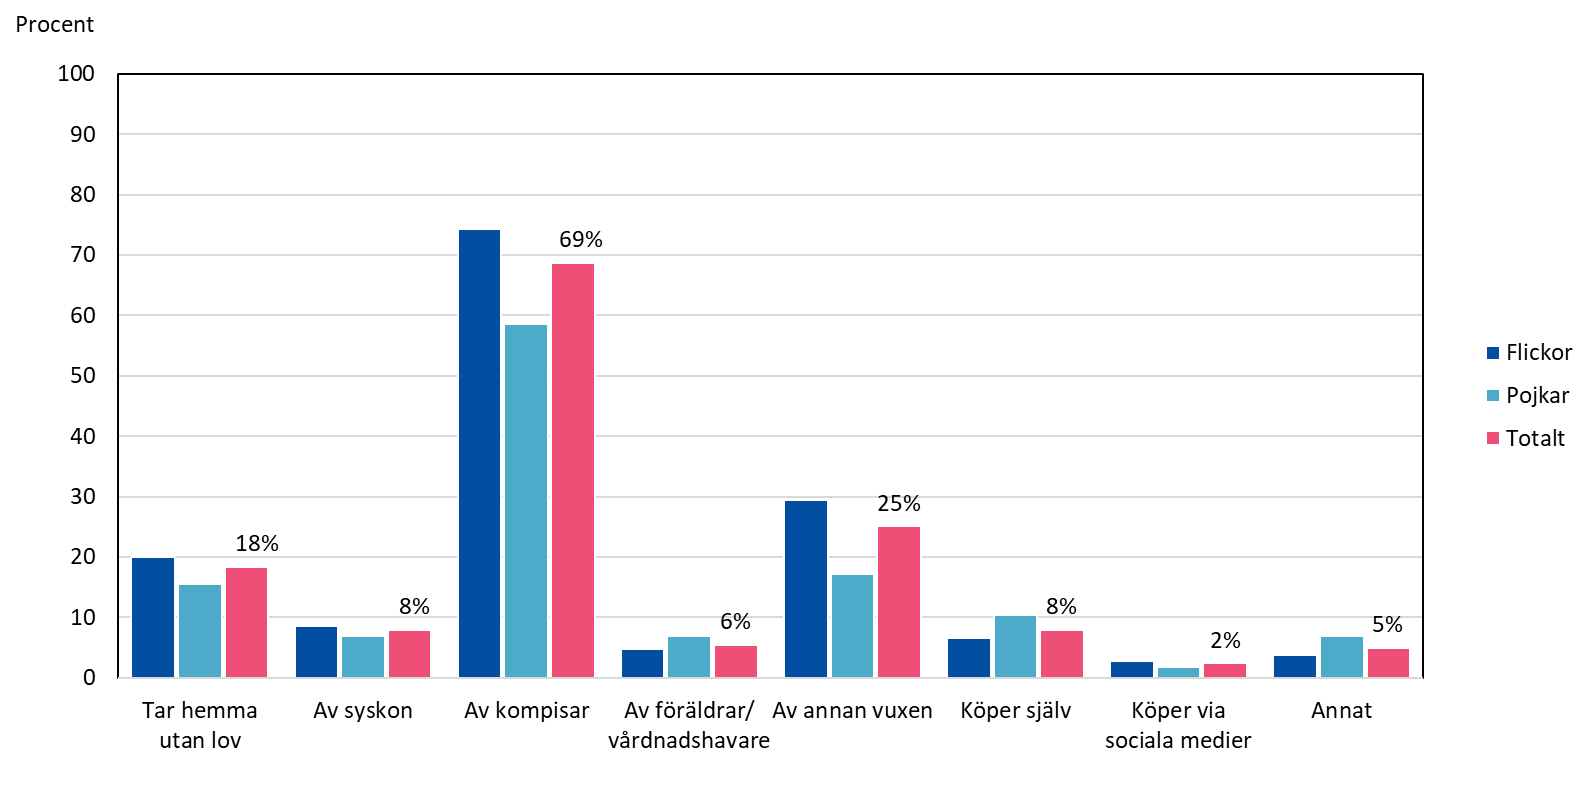 Procent
100
90
80
70
60
50
40
30
20
10
0
18%
8%
69%
6%
25%
8%
2%
5%
Tar hemma
utan lov
Av syskon
Av kompisar
Av föräldrar/
vårdnadshavare
Av annan vuxen
Köper själv
Köper via
sociala medier
Annat
Flickor
Pojkar
Totalt